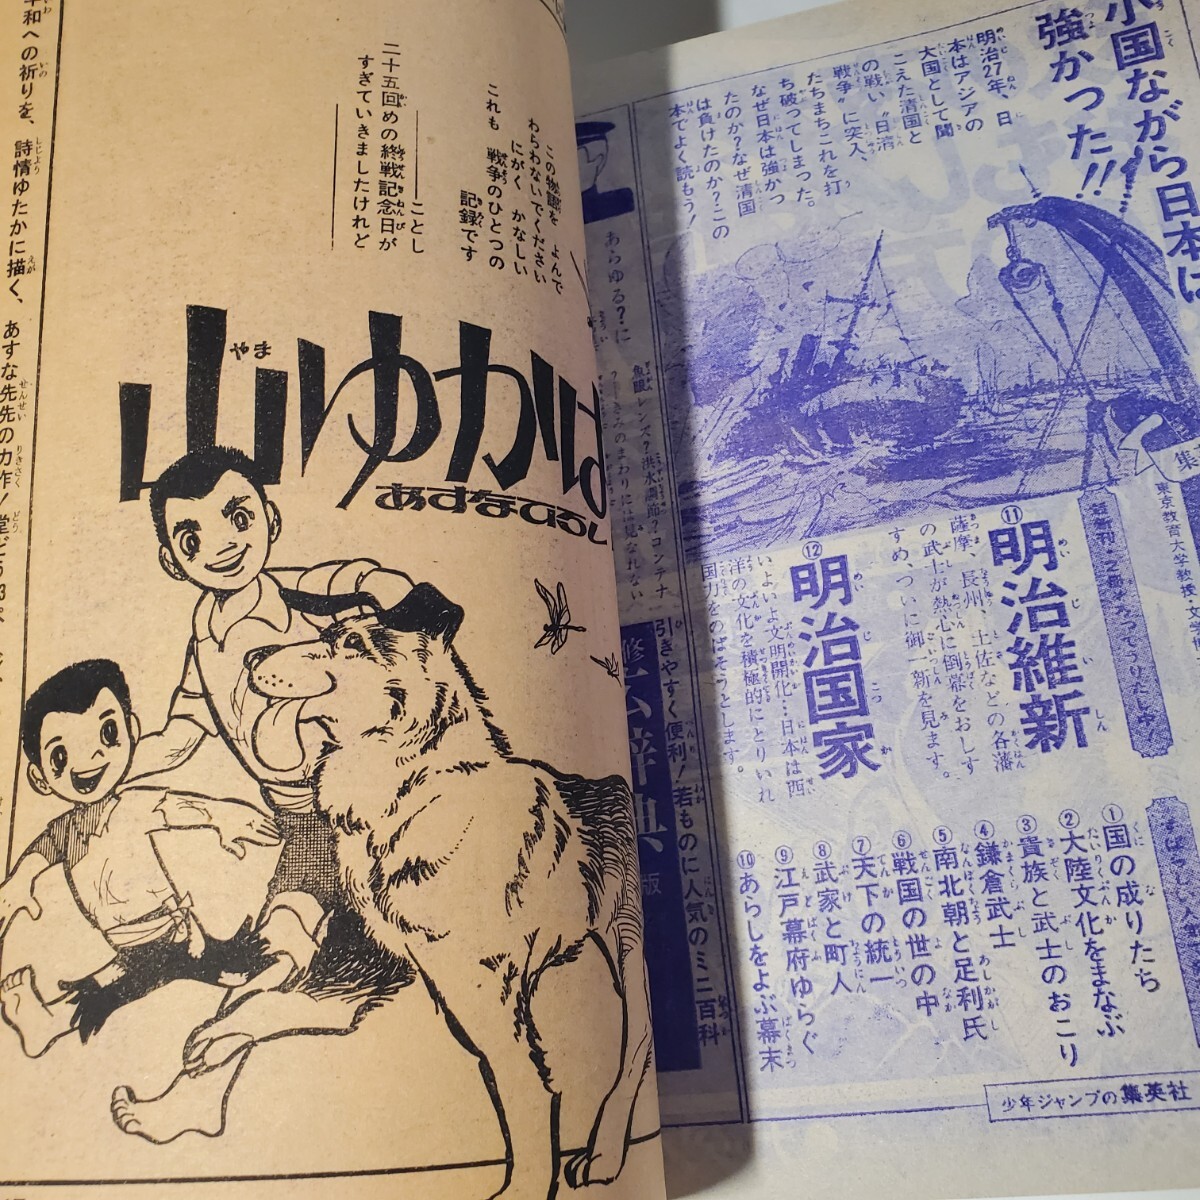 小国ながら日本は
強かった!!
明治27年、日
本はアジアの
大国として聞
こえた清国と
の戦い“日清
戦争”に突入、
たちまちこれを打
ち破ってしまった。
なぜ日本は強かっ
たのか?なぜ清国
は負けたのか?この
本でよく読もう!
⑪明治維新
薩摩、長州、土佐などの各藩
の武士が熱心に倒幕をおしす
すめ、ついに御一新を見ます。
⑫明治国家
いよいよ文明開化…日本は西
洋の文化を積極的にとりいれ
国力をのばそうとします。
①国の成りたち
②大陸文化をまなぶ
③貴族と武士のおこり
④鎌倉武士
⑤南北朝と足利氏
⑥戦国の世の中
⑦天下の統一
⑧武家と町人
⑨江戸幕府ゆらぐ
⑩あらしをよぶ幕末
少年ジャンプの集英社
あらゆる?に
魚眼レンズ?洪水調節?コンテナ
引きやすく便利!若ものに人気のミニ百科
この物語を よんで
わらわないでください
にがく かなしい
これも 戦争のひとつの
記録です
ことし
二十五回めの終戦記念日が
すぎていきましたけれど
山ゆかば
あすなひろし
平和への祈りを、詩情ゆたかに描く、あすな先生の力作!